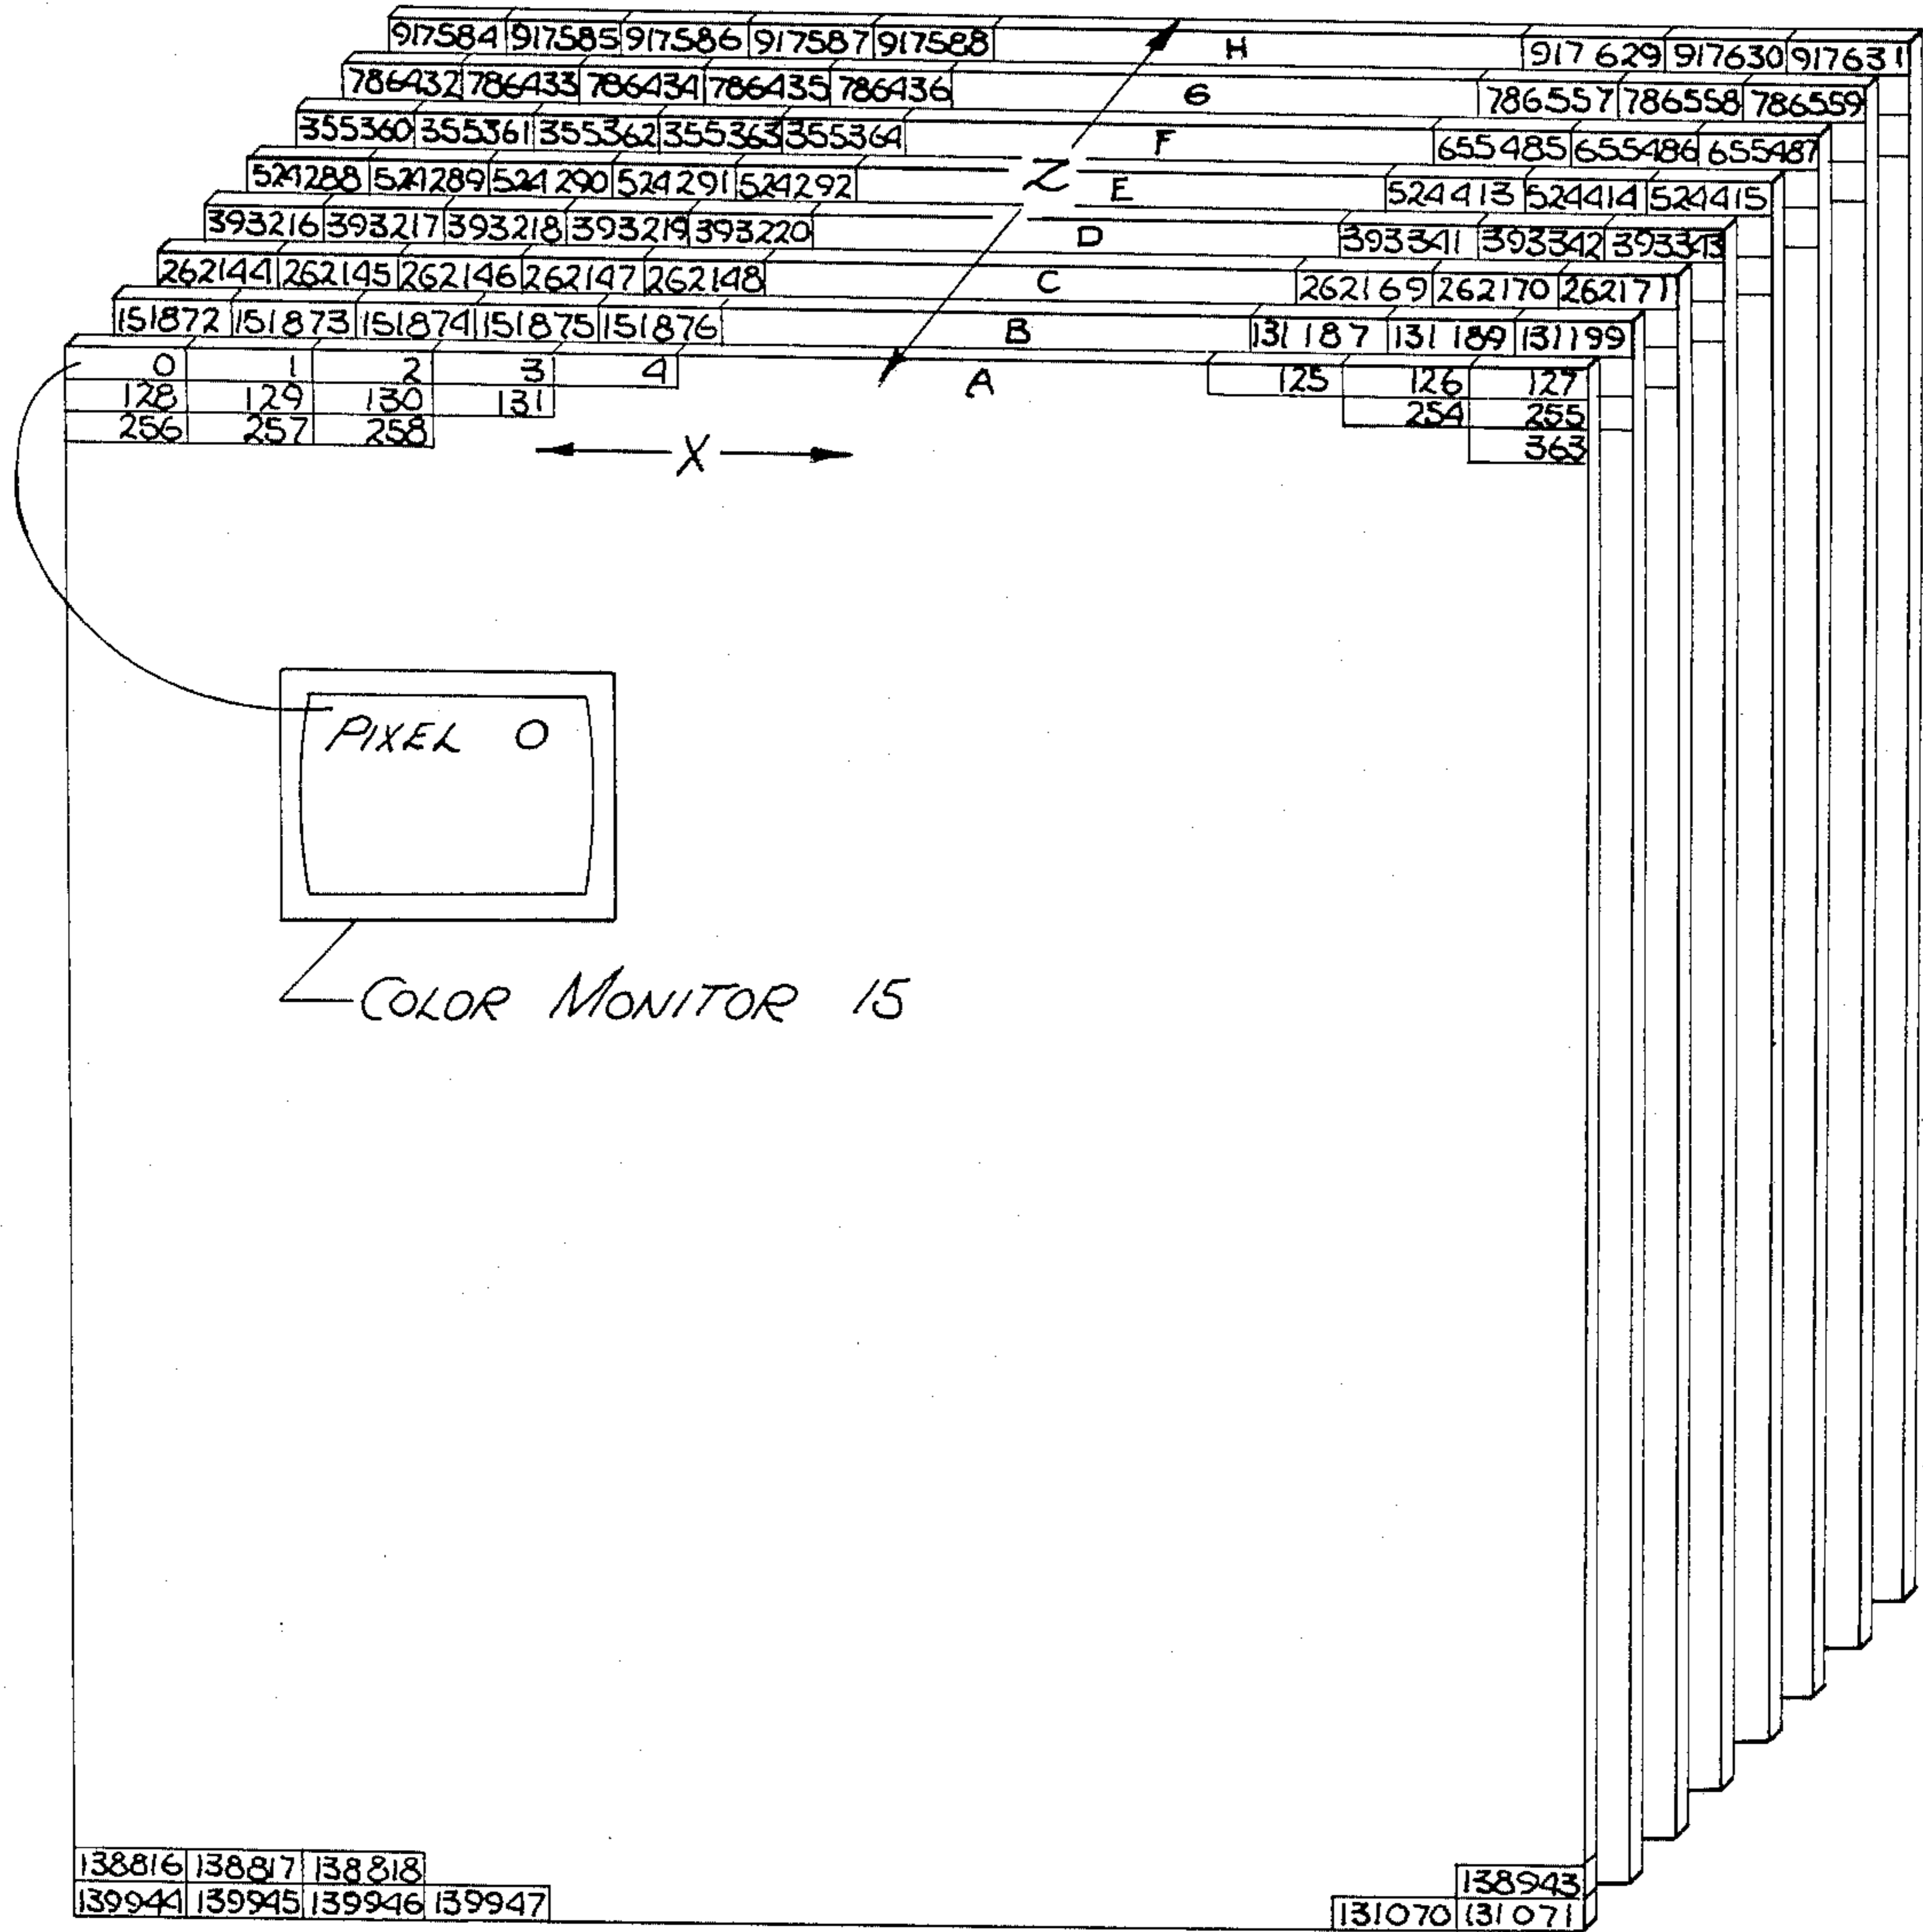 917584 917585 917586 917587 917588 H 917629 917630 917631
786432 786433 786434 786435 786436 G 786557 786558 786559
355360 355361 355362 355363 355364 F 655485 655486 655487
Z
524288 524289 524290 524291 524292 E 524413 524414 524415
393216 393217 393218 393219 393220 D 393341 393342 393343
262144 262145 262146 262147 262148 C 262169 262170 262171
151872 151873 151874 151875 151876 B 131187 131189 131199
0 1 2 3 4 A 125 126 127
128 129 130 131 254 255
256 257 258 363
X
PIXEL 0
COLOR MONITOR 15
138816 138817 138818 138943
139944 139945 139946 139947 131070 131071